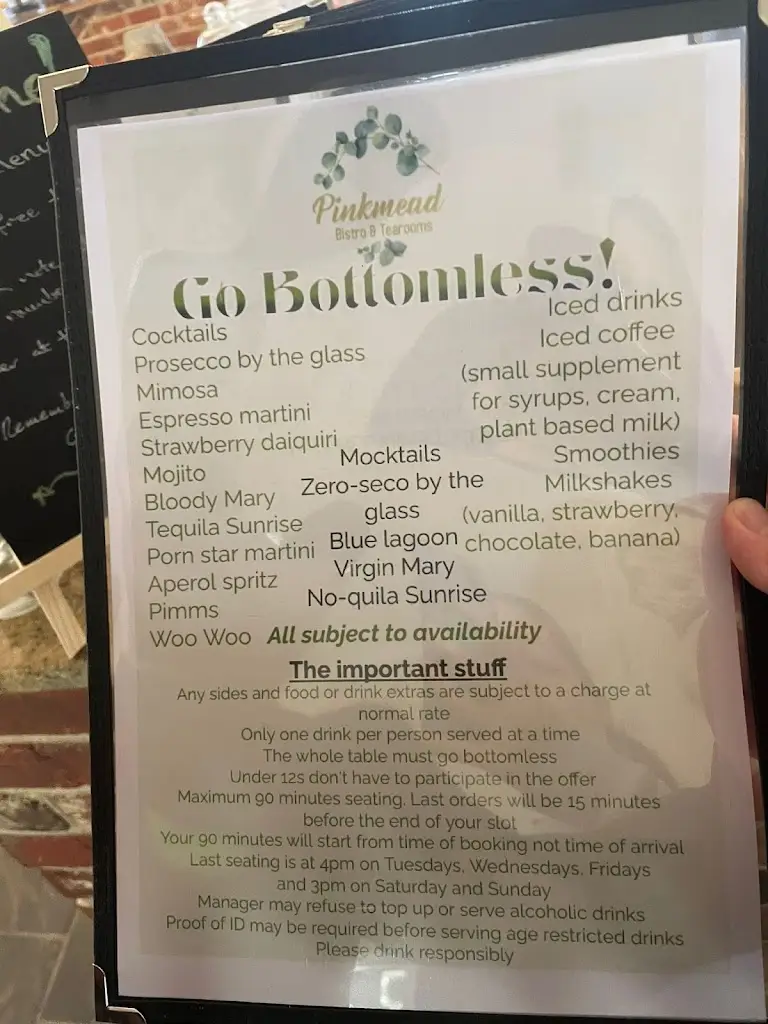 Pinkmead
Bistro & Tearooms
Go Bottomless!
Cocktails
Prosecco by the glass
Mimosa
Espresso martini
Strawberry daiquiri
Mojito
Bloody Mary
Tequila Sunrise
Porn star martini
Aperol spritz
Pimms
Woo Woo
Mocktails
Zero-seco by the
glass
Blue lagoon
Virgin Mary
No-quila Sunrise
Iced drinks
Iced coffee
(small supplement
for syrups, cream,
plant based milk)
Smoothies
Milkshakes
(vanilla, strawberry,
chocolate, banana)
All subject to availability
The important stuff
Any sides and food or drink extras are subject to a charge at
normal rate
Only one drink per person served at a time
The whole table must go bottomless
Under 12s don't have to participate in the offer
Maximum 90 minutes seating. Last orders will be 15 minutes
before the end of your slot
Your 90 minutes will start from time of booking not time of arrival
Last seating is at 4pm on Tuesdays, Wednesdays, Fridays
and 3pm on Saturday and Sunday
Manager may refuse to top up or serve alcoholic drinks
Proof of ID may be required before serving age restricted drinks
Please drink responsibly